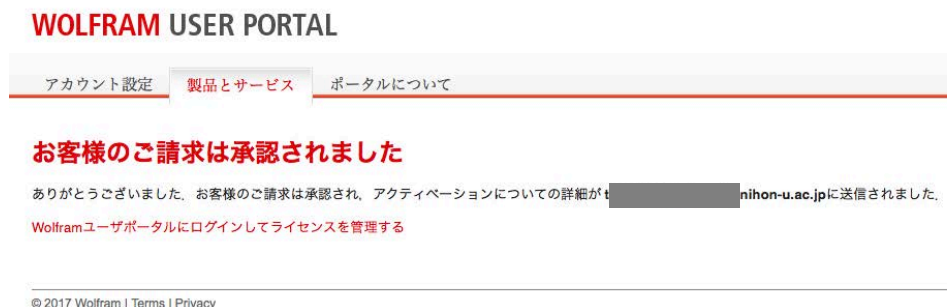 WOLFRAM USER PORTAL
アカウント設定 製品とサービス ポータルについて
お客様のご請求は承認されました
ありがとうございました．お客様のご請求は承認され，アクティベーションについての詳細が t nihon-u.ac.jpに送信されました．
Wolframユーザポータルにログインしてライセンスを管理する
© 2017 Wolfram | Terms | Privacy